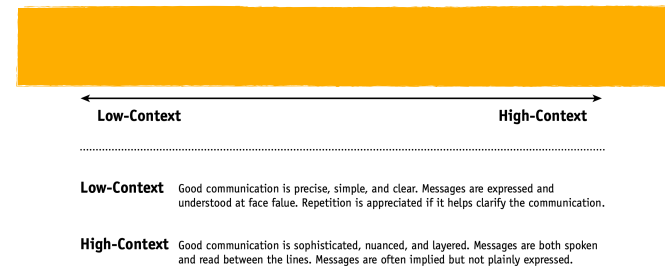 Low-Context High-Context
Low-Context Good communication is precise, simple, and clear. Messages are expressed and
understood at face falue. Repetition is appreciated if it helps clarify the communication.
High-Context Good communication is sophisticated, nuanced, and layered. Messages are both spoken
and read between the lines. Messages are often implied but not plainly expressed.